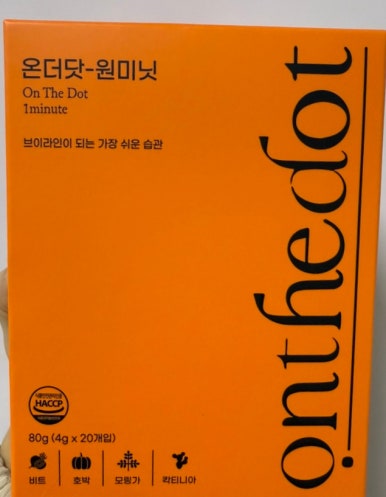 온더닷-원미닛
On The Dot
1minute
브이라인이 되는 가장 쉬운 습관
onthedot
HACCP
80g (4g x 20개입)
비트
호박
모링가
락티니아